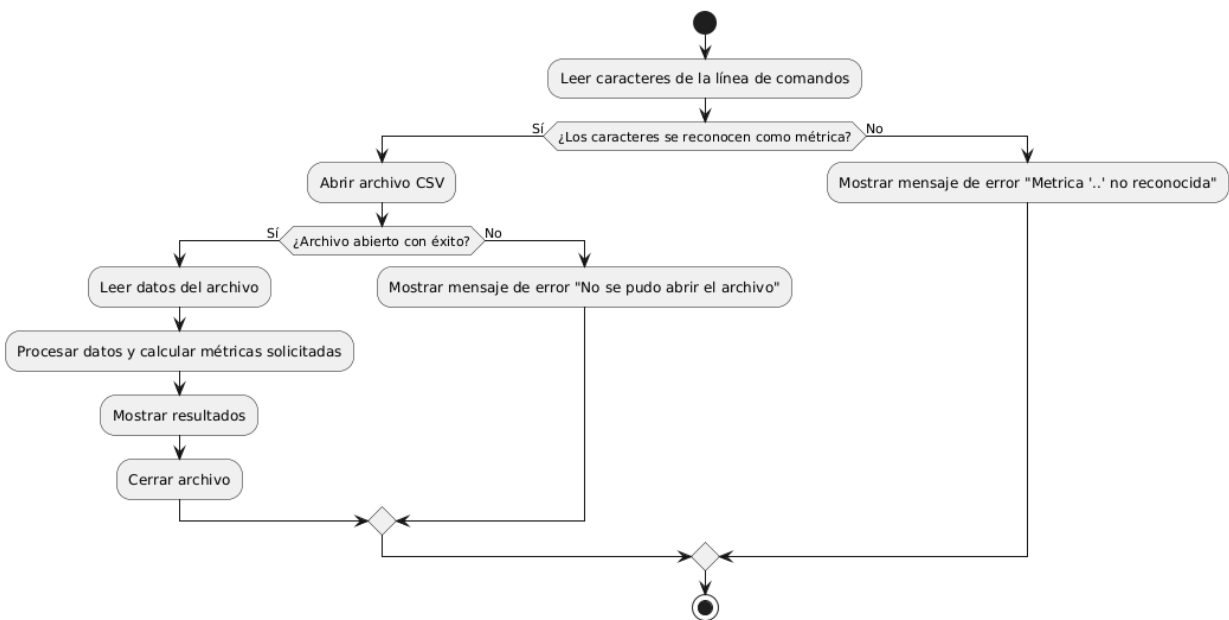 Leer caracteres de la línea de comandos
¿Los caracteres se reconocen como métrica?
Sí
No
Abrir archivo CSV
Mostrar mensaje de error "Metrica '..' no reconocida"
¿Archivo abierto con éxito?
Sí
No
Leer datos del archivo
Mostrar mensaje de error "No se pudo abrir el archivo"
Procesar datos y calcular métricas solicitadas
Mostrar resultados
Cerrar archivo